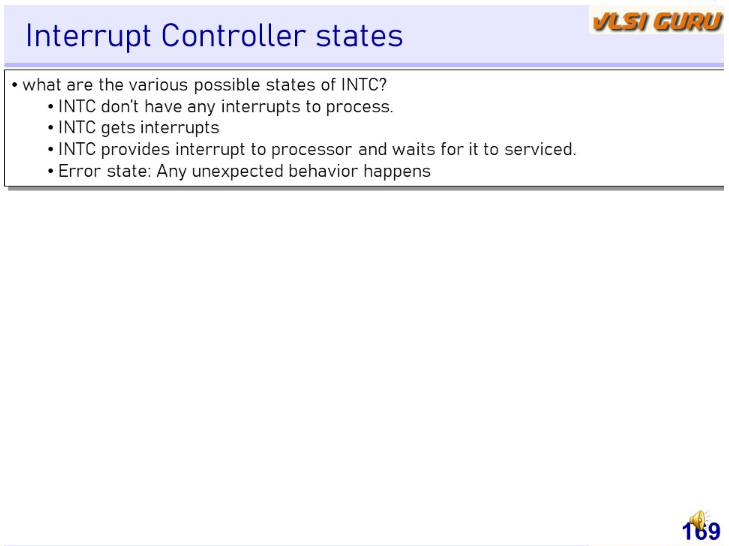 Interrupt Controller states
VLSI GURU
• what are the various possible states of INTC?
• INTC don't have any interrupts to process.
• INTC gets interrupts
• INTC provides interrupt to processor and waits for it to serviced.
• Error state: Any unexpected behavior happens
169